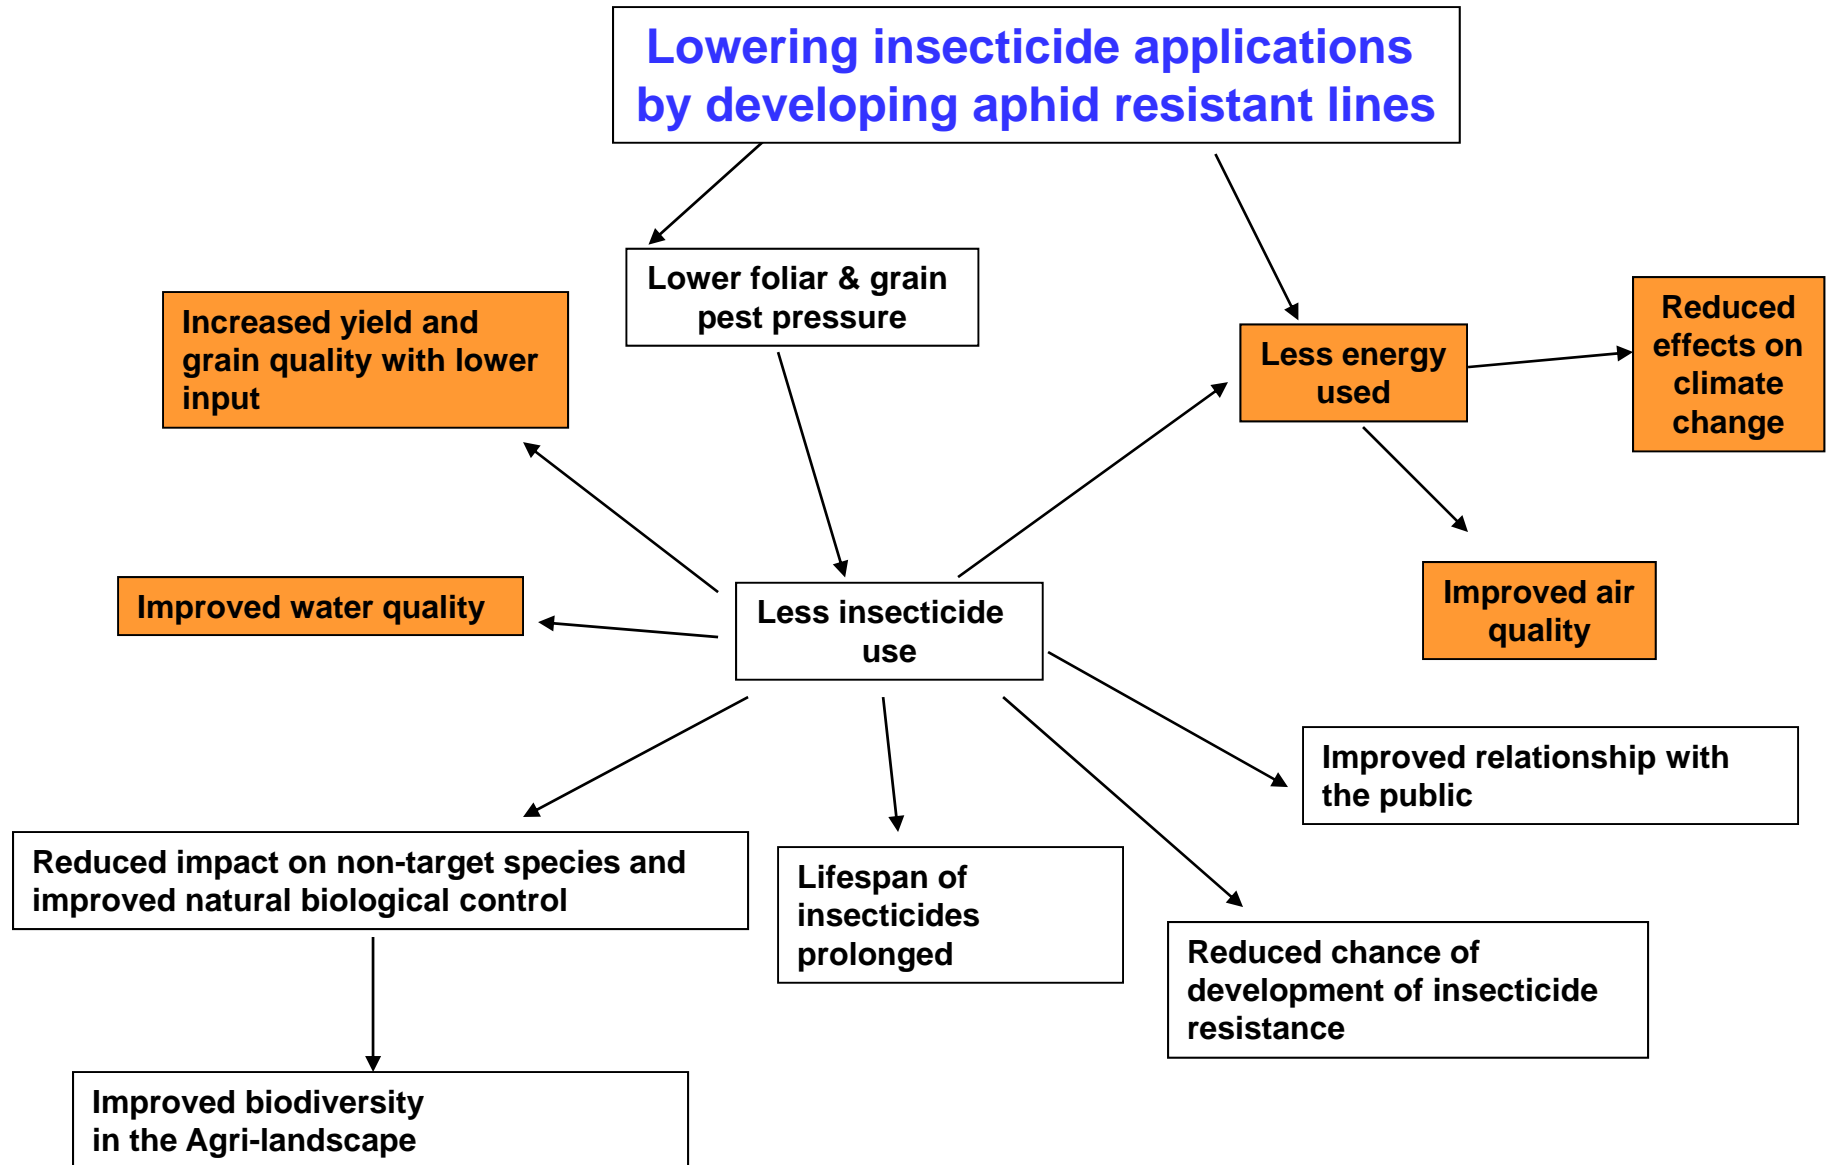 Lowering insecticide applications
by developing aphid resistant lines
Lower foliar & grain
pest pressure
Increased yield and
grain quality with lower
input
Less energy
used
Reduced
effects on
climate
change
Improved water quality
Less insecticide
use
Improved air
quality
Improved relationship with
the public
Reduced impact on non-target species and
improved natural biological control
Lifespan of
insecticides
prolonged
Reduced chance of
development of insecticide
resistance
Improved biodiversity
in the Agri-landscape